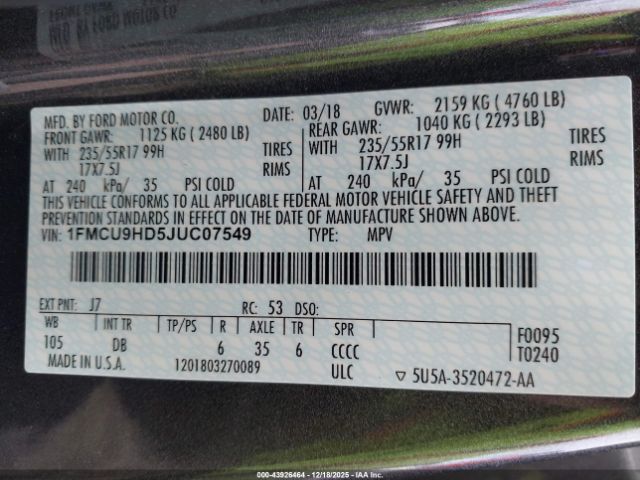 MFD. BY FORD MOTOR CO. DATE: 03/18 GVWR: 2159 KG ( 4760 LB)
FRONT GAWR: 1125 KG ( 2480 LB) REAR GAWR: 1040 KG ( 2293 LB)
WITH 235/55R17 99H TIRES WITH 235/55R17 99H TIRES
17X7.5J RIMS 17X7.5J RIMS
AT 240 kPa/ 35 PSI COLD AT 240 kPa/ 35 PSI COLD
THIS VEHICLE CONFORMS TO ALL APPLICABLE FEDERAL MOTOR VEHICLE SAFETY AND THEFT
PREVENTION STANDARDS IN EFFECT ON THE DATE OF MANUFACTURE SHOWN ABOVE.
VIN: 1FMCU9HD5JUC07549 TYPE: MPV
EXT PNT: J7 RC: 53 DSO:
WB INT TR TP/PS R AXLE TR SPR F0095
105 DB 6 35 6 CCCC T0240
MADE IN U.S.A. 1201803270089 ULC ▽ 5U5A-3520472-AA
000-43926464 | 12/18/2025 - IAA, LLC